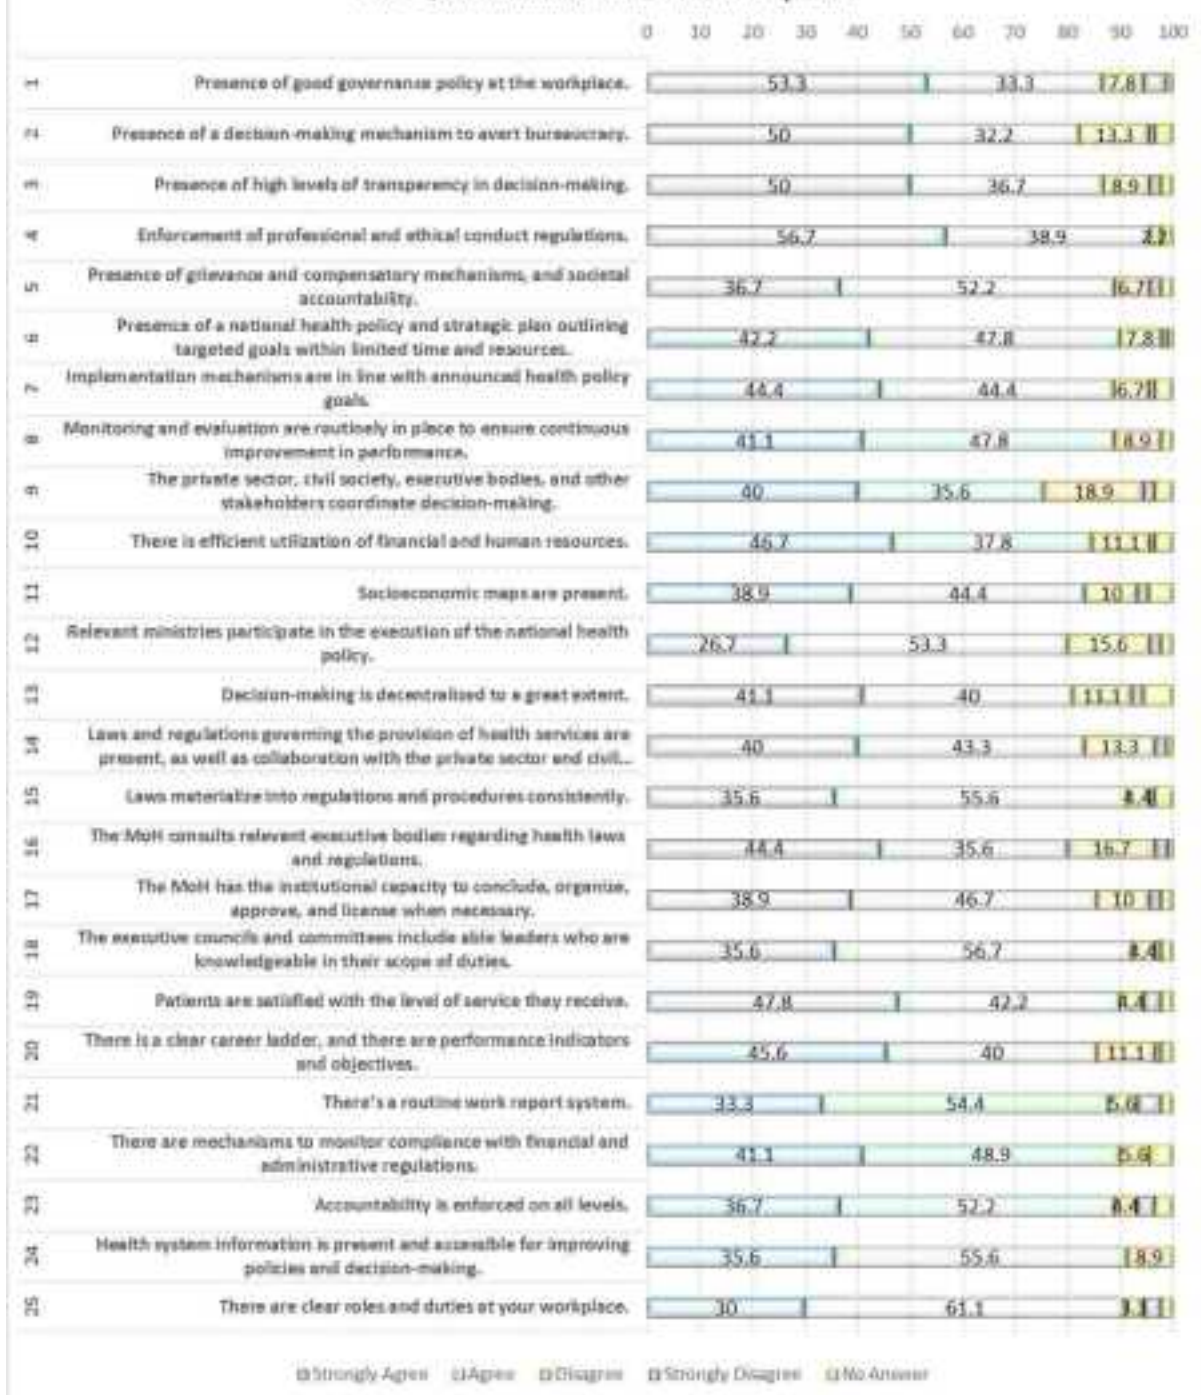 0 10 20 30 40 50 60 70 80 90 100
1 Presence of good governance policy at the workplace. 53.3 33.3 7.8
2 Presence of a decision-making mechanism to avert bureaucracy. 50 32.2 13.3
3 Presence of high levels of transparency in decision-making. 50 36.7 8.9
4 Enforcement of professional and ethical conduct regulations. 56.7 38.9
5 Presence of grievance and compensatory mechanisms, and societal
accountability. 36.7 52.2 6.7
6 Presence of a national health policy and strategic plan outlining
targeted goals within limited time and resources. 42.2 47.8 7.8
7 Implementation mechanisms are in line with announced health policy
goals. 44.4 44.4 6.7
8 Monitoring and evaluation are routinely in place to ensure continuous
improvement in performance. 41.1 47.8 8.9
9 The private sector, civil society, executive bodies, and other
stakeholders coordinate decision-making. 40 35.6 18.9
10 There is efficient utilization of financial and human resources. 46.7 37.8 11.1
11 Socioeconomic maps are present. 38.9 44.4 10
12 Relevant ministries participate in the execution of the national health
policy. 26.7 53.3 15.6
13 Decision-making is decentralized to a great extent. 41.1 40 11.1
14 Laws and regulations governing the provision of health services are
present, as well as collaboration with the private sector and civil... 40 43.3 13.3
15 Laws materialize into regulations and procedures consistently. 35.6 55.6 4.4
16 The MoH consults relevant executive bodies regarding health laws
and regulations. 44.4 35.6 16.7
17 The MoH has the institutional capacity to conclude, organize,
approve, and license when necessary. 38.9 46.7 10
18 The executive councils and committees include able leaders who are
knowledgeable in their scope of duties. 35.6 56.7 4.4
19 Patients are satisfied with the level of service they receive. 47.8 42.2 4.4
20 There is a clear career ladder, and there are performance indicators
and objectives. 45.6 40 11.1
21 There's a routine work report system. 33.3 54.4 5.6
22 There are mechanisms to monitor compliance with financial and
administrative regulations. 41.1 48.9 5.6
23 Accountability is enforced on all levels. 36.7 52.2 4.4
24 Health system information is present and accessible for improving
policies and decision-making. 35.6 55.6 8.9
25 There are clear roles and duties at your workplace. 30 61.1
Strongly Agree Agree Disagree Strongly Disagree No Answer